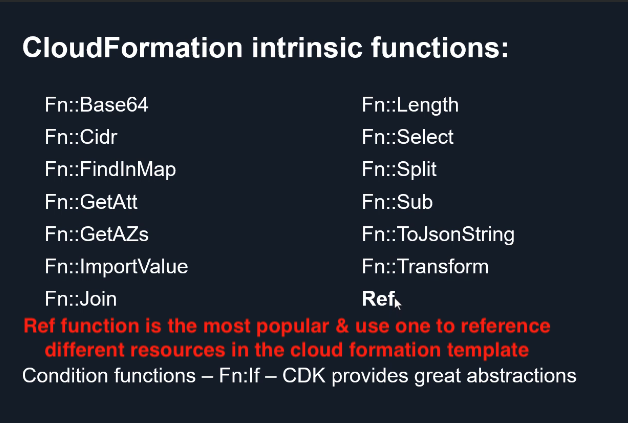 CloudFormation intrinsic functions:
Fn::Base64
Fn::Cidr
Fn::FindInMap
Fn::GetAtt
Fn::GetAZs
Fn::ImportValue
Fn::Join
Fn::Length
Fn::Select
Fn::Split
Fn::Sub
Fn::ToJsonString
Fn::Transform
Ref
Ref function is the most popular & use one to reference
different resources in the cloud formation template
Condition functions – Fn:If – CDK provides great abstractions